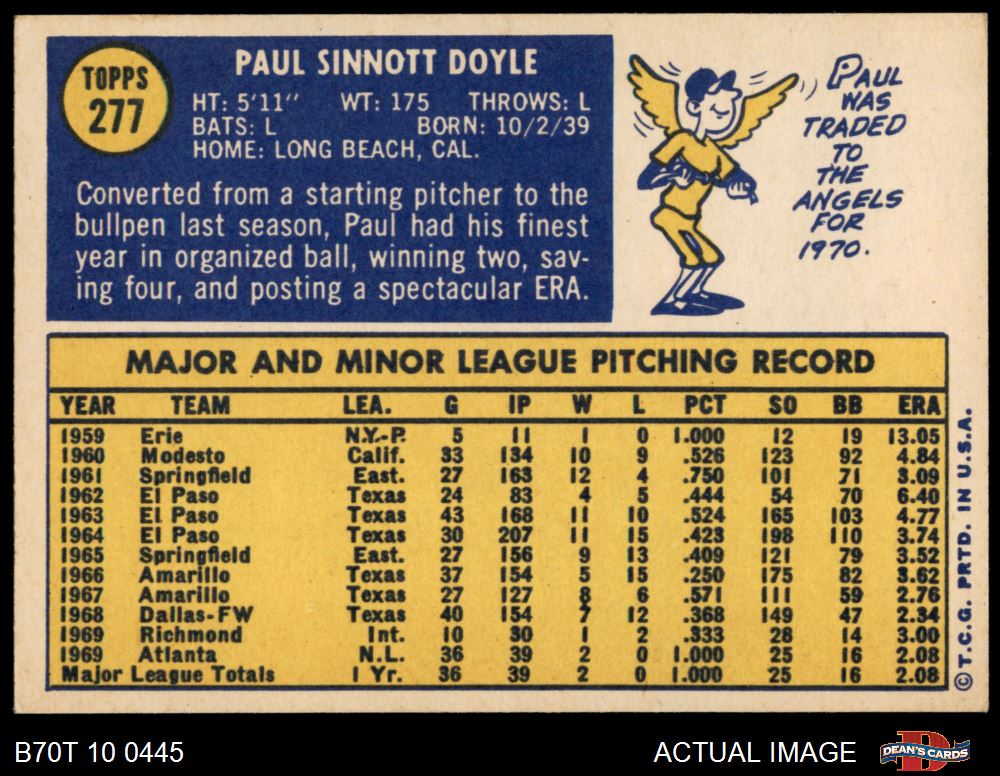 TOPPS
277
PAUL SINNOTT DOYLE
HT: 5'11" WT: 175 THROWS: L
BATS: L BORN: 10/2/39
HOME: LONG BEACH, CAL.
Converted from a starting pitcher to the
bullpen last season, Paul had his finest
year in organized ball, winning two, sav-
ing four, and posting a spectacular ERA.
PAUL
WAS
TRADED
TO
THE
ANGELS
FOR
1970.
MAJOR AND MINOR LEAGUE PITCHING RECORD
YEAR TEAM LEA. G IP W L PCT SO BB ERA
1959 Erie N.Y.-P. 5 11 1 0 1.000 12 19 13.05
1960 Modesto Calif. 33 134 10 9 .526 123 92 4.84
1961 Springfield East. 27 163 12 4 .750 101 71 3.09
1962 El Paso Texas 24 83 4 5 .444 54 70 6.40
1963 El Paso Texas 43 168 11 10 .524 165 103 4.77
1964 El Paso Texas 30 207 11 15 .423 198 110 3.74
1965 Springfield East. 27 156 9 13 .409 121 79 3.52
1966 Amarillo Texas 37 154 5 15 .250 175 82 3.62
1967 Amarillo Texas 27 127 8 6 .571 111 59 2.76
1968 Dallas-FW Texas 40 154 7 12 .368 149 47 2.34
1969 Richmond Int. 10 30 1 2 .333 28 14 3.00
1969 Atlanta N.L. 36 39 2 0 1.000 25 16 2.08
Major League Totals 1 Yr. 36 39 2 0 1.000 25 16 2.08
© T.C.G. PRTD. IN U.S.A.
B70T 10 0445
ACTUAL IMAGE
D
DEAN'S CARDS